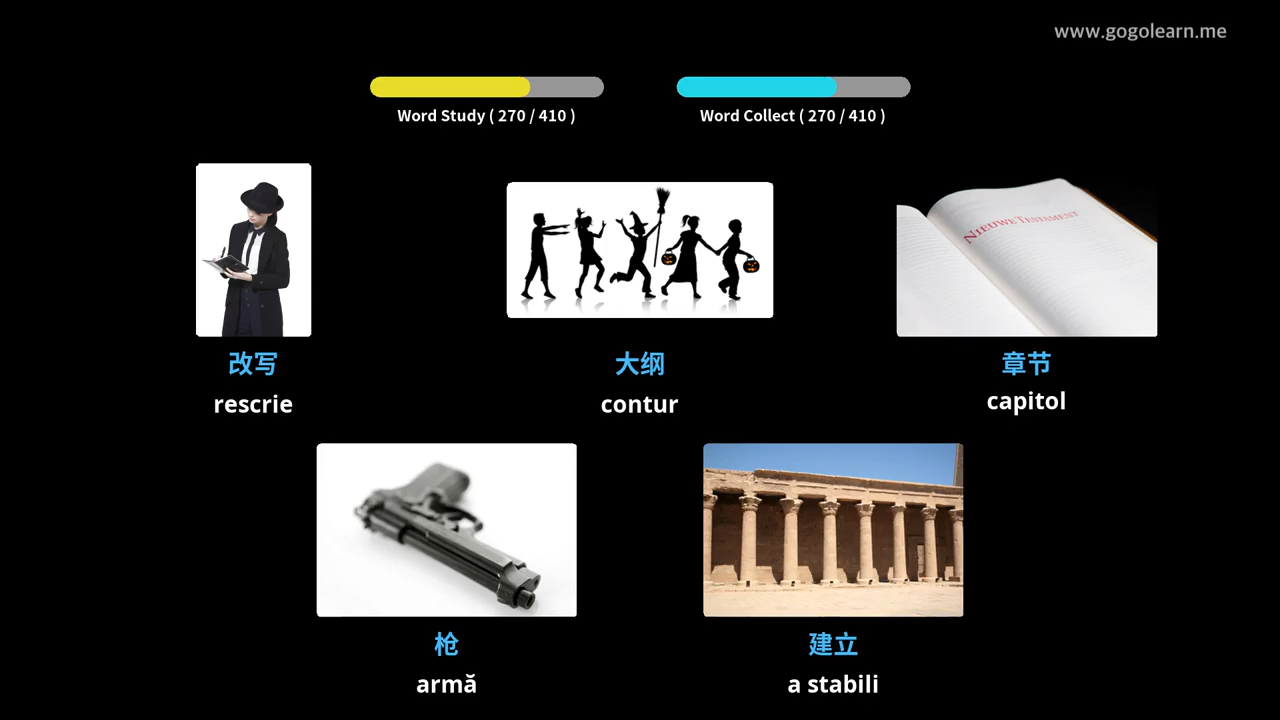 www.gogolearn.me
Word Study ( 270 / 410 )
Word Collect ( 270 / 410 )
NIEUWE TESTAMENT
改写
rescrie
大纲
contur
章节
capitol
枪
armă
建立
a stabili